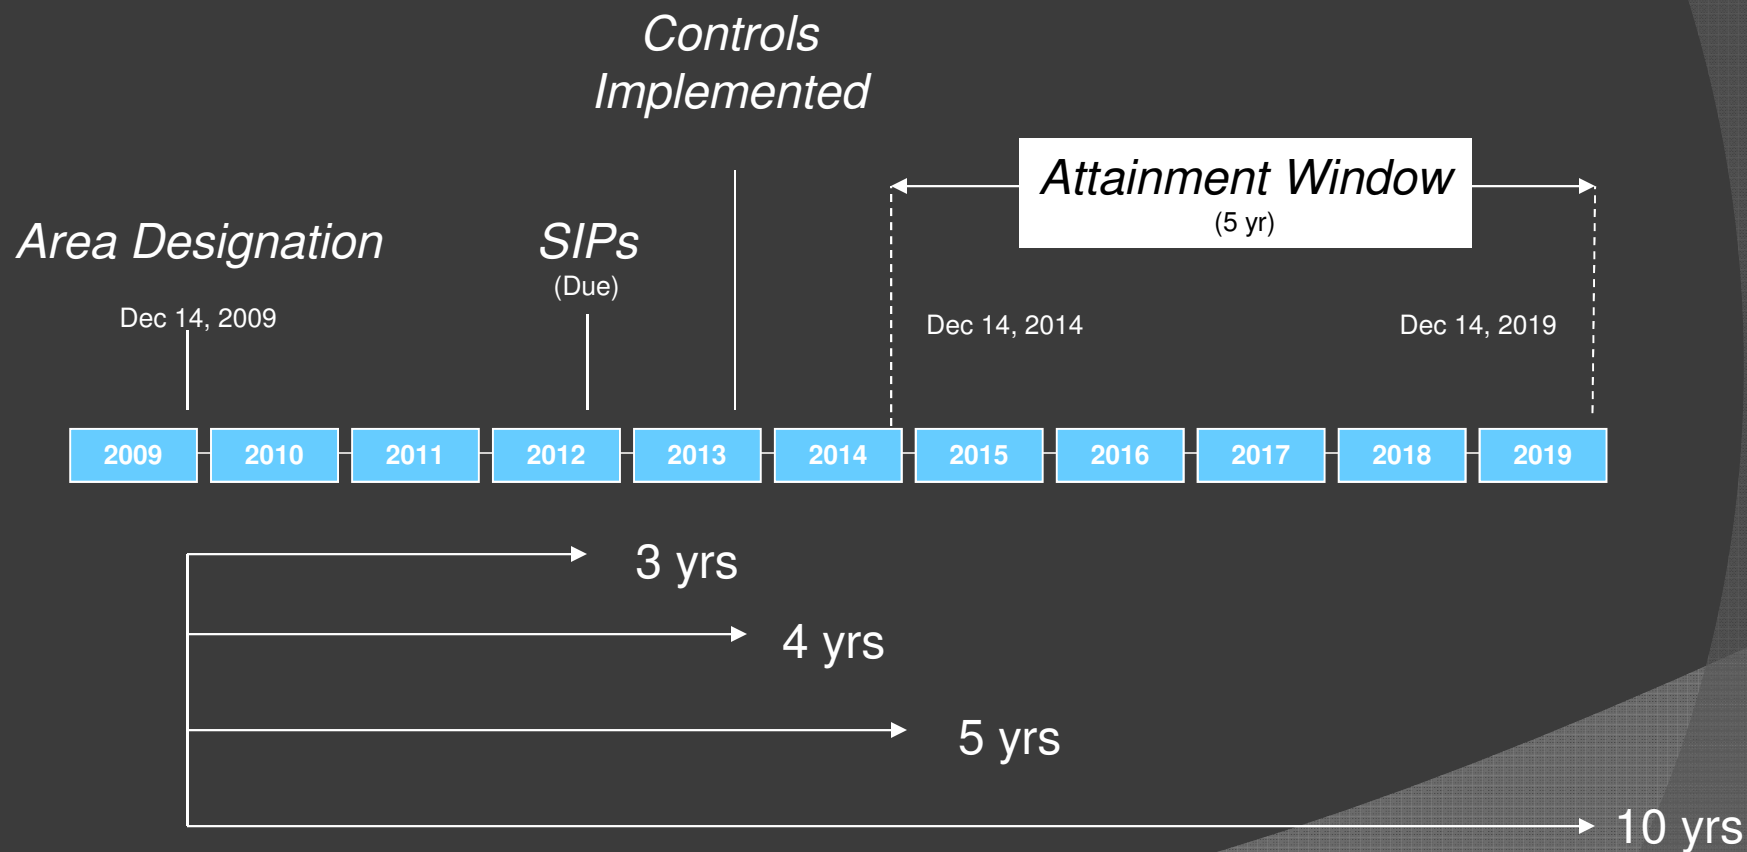 Controls
Implemented
Attainment Window
(5 yr)
Area Designation
SIPs
(Due)
Dec 14, 2009
Dec 14, 2014
Dec 14, 2019
2009
2010
2011
2012
2013
2014
2015
2016
2017
2018
2019
3 yrs
4 yrs
5 yrs
10 yrs